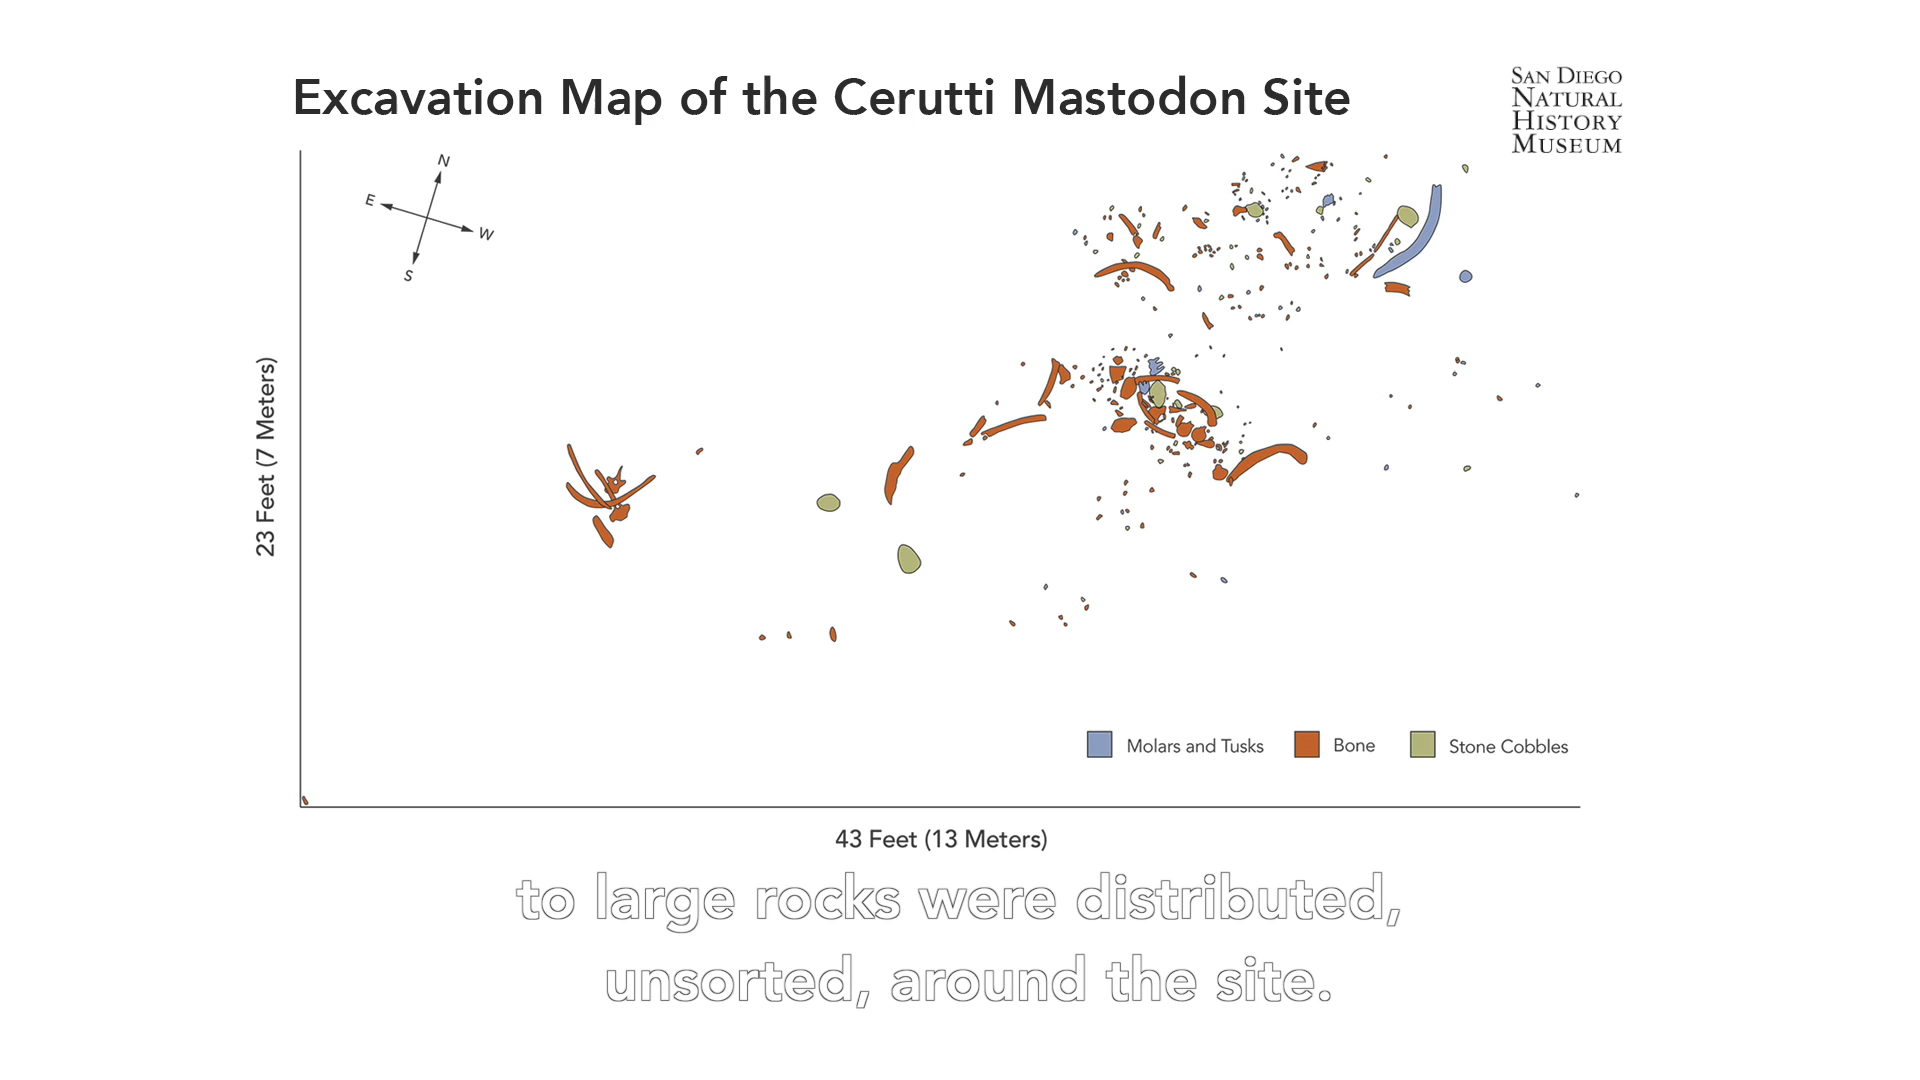 Excavation Map of the Cerutti Mastodon Site
SAN DIEGO
NATURAL
HISTORY
MUSEUM
N
E
W
S
23 Feet (7 Meters)
Molars and Tusks
Bone
Stone Cobbles
43 Feet (13 Meters)
to large rocks were distributed,
unsorted, around the site.